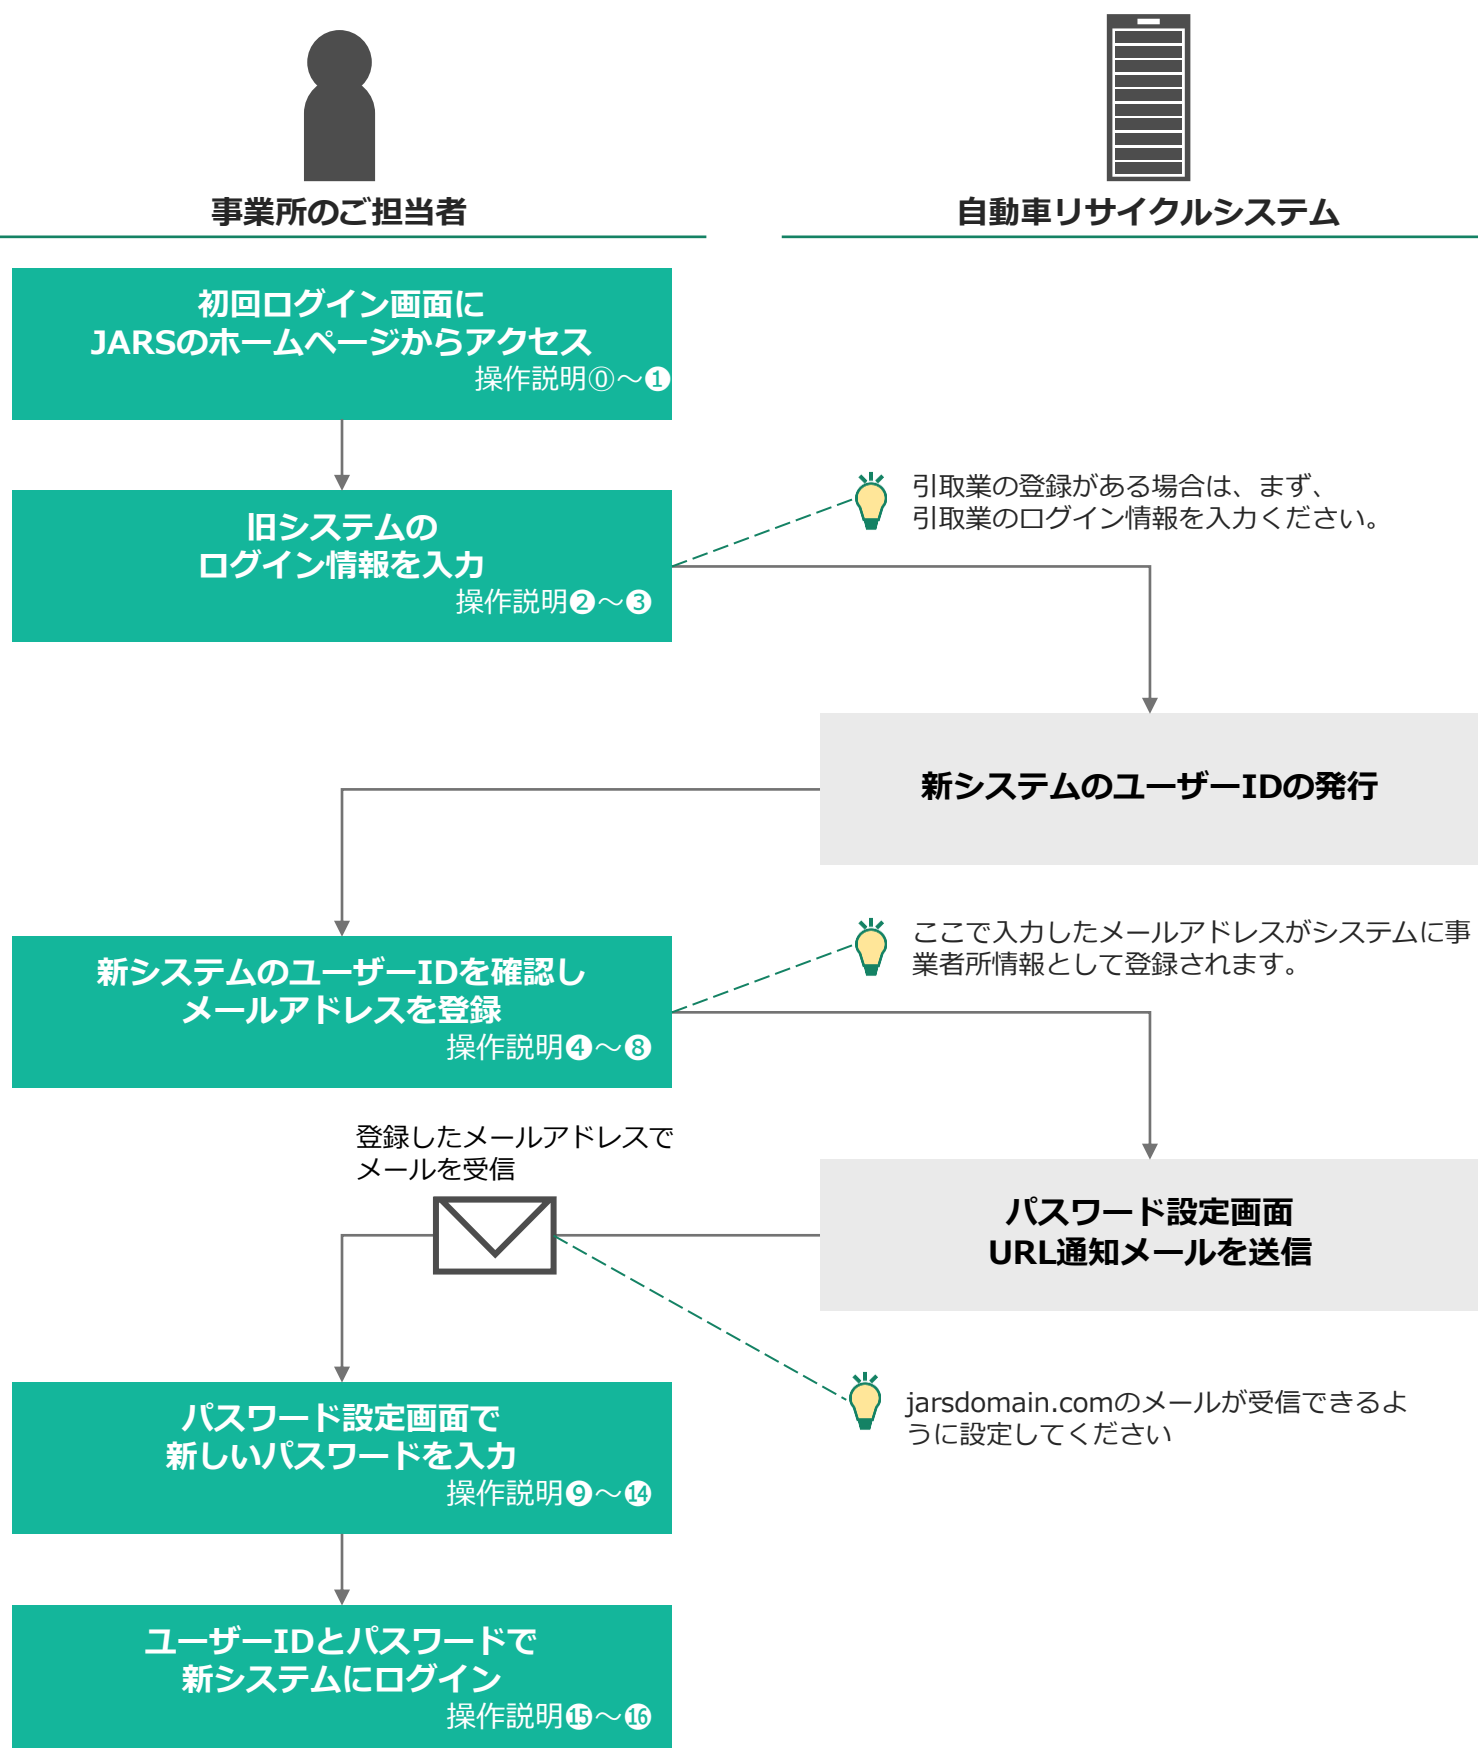 事業所のご担当者
自動車リサイクルシステム
初回ログイン画面に
JARSのホームページからアクセス
操作説明⓪～❶
旧システムの
ログイン情報を入力
操作説明❷～❸
引取業の登録がある場合は、まず、
引取業のログイン情報を入力ください。
新システムのユーザーIDの発行
新システムのユーザーIDを確認し
メールアドレスを登録
操作説明❹～❽
ここで入力したメールアドレスがシステムに事
業者所情報として登録されます。
登録したメールアドレスで
メールを受信
パスワード設定画面
URL通知メールを送信
jarsdomain.comのメールが受信できるよ
うに設定してください
パスワード設定画面で
新しいパスワードを入力
操作説明❾～⓮
ユーザーIDとパスワードで
新システムにログイン
操作説明⓯～⓰